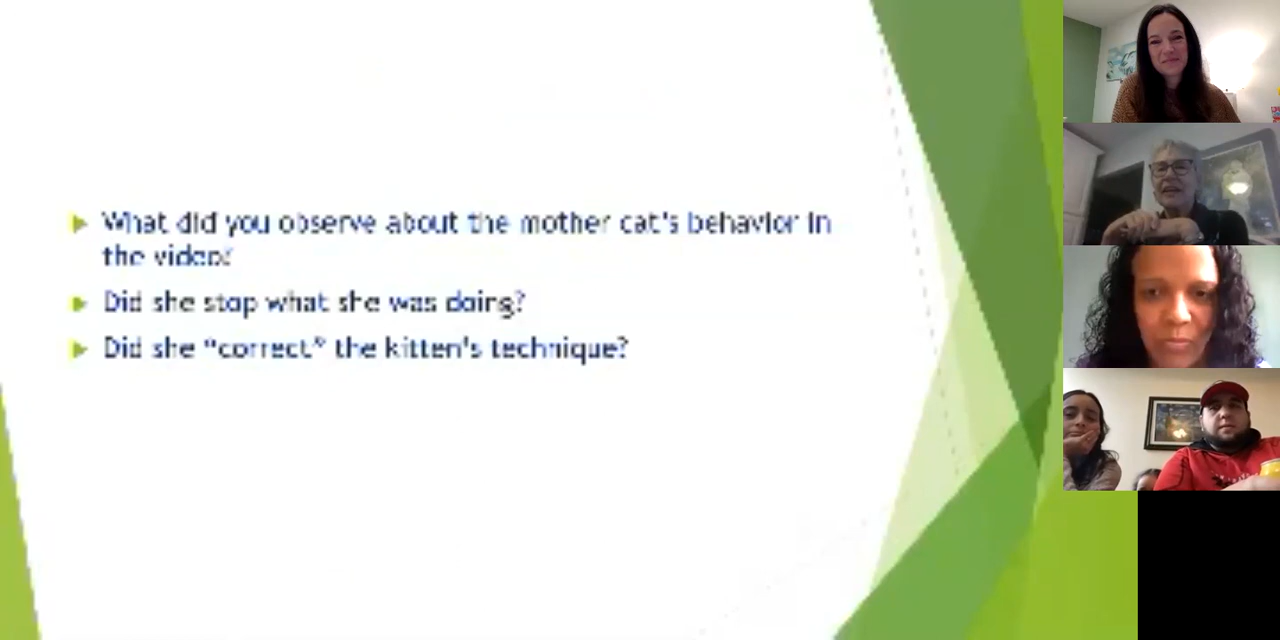 What did you observe about the mother cat's behavior in
the video?
Did she stop what she was doing?
Did she “correct” the kitten's technique?